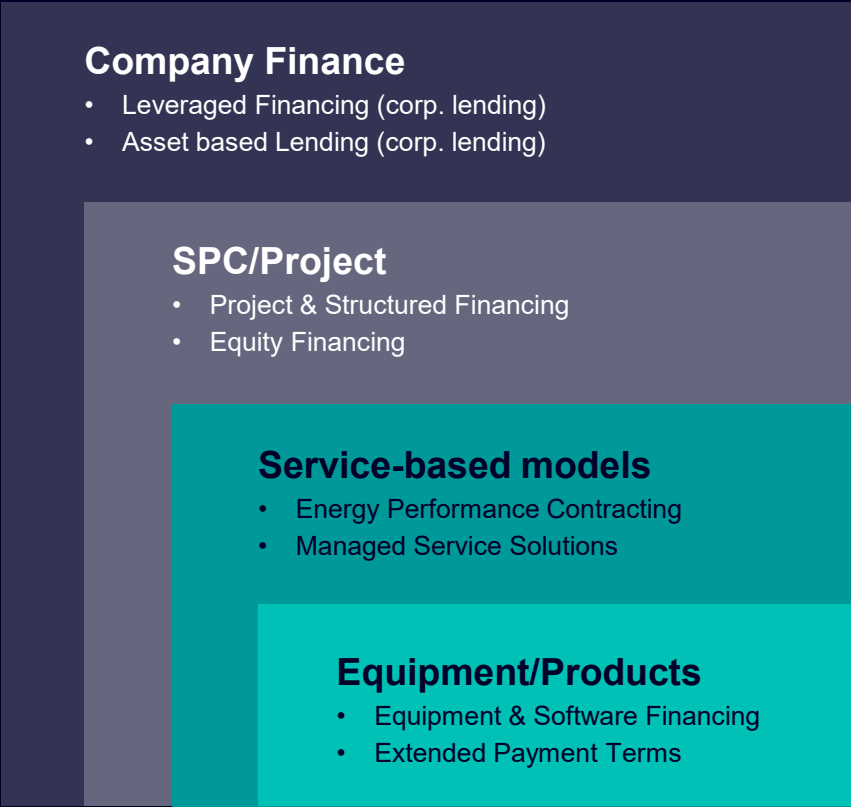 Company Finance
• Leveraged Financing (corp. lending)
• Asset based Lending (corp. lending)
SPC/Project
• Project & Structured Financing
• Equity Financing
Service-based models
• Energy Performance Contracting
• Managed Service Solutions
Equipment/Products
• Equipment & Software Financing
• Extended Payment Terms